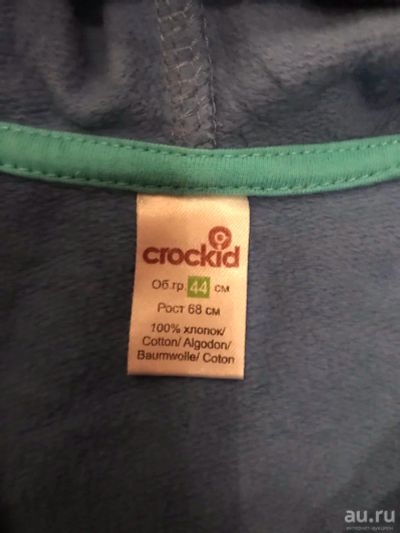 crockid
Об.гр. 44 см
Рост 68 см
100% хлопок/
Cotton/ Algodon/
Baumwolle/ Coton
au.ru